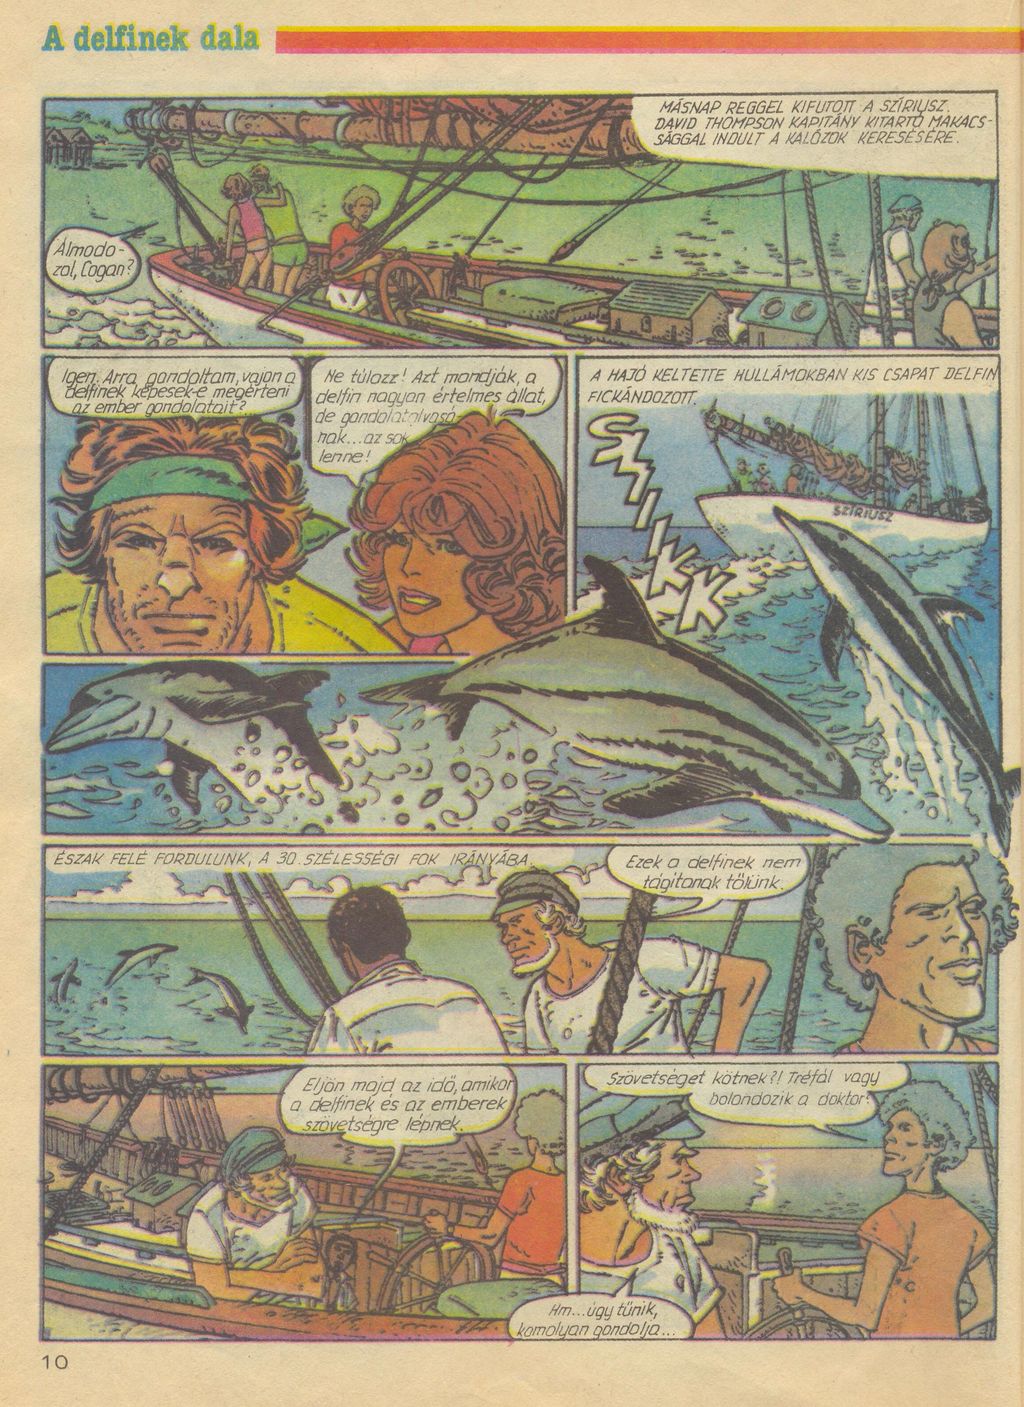 A delfinek dala
MÁSNAP REGGEL KIFUTOTT A SZÍRIUSZ.
DAVID THOMPSON KAPITÁNY KITARTÓ MAKACS-
SÁGGAL INDULT A KALÓZOK KERESÉSÉRE.
Álmodo-
zol, Cogan?
Igen. Arra gondoltam, vajon a
delfinek képesek-e megérteni
az ember gondolatait?
Ne túlozz! Azt mondják, a
delfin nagyon értelmes állat,
de gondolatolvasó-
nak... az sok
lenne!
A HAJÓ KELTETTE HULLÁMOKBAN KIS CSAPAT DELFIN
FICKÁNDOZOTT.
SZÍRIUSZ
ÉSZAK FELÉ FORDULUNK, A 30. SZÉLESSÉGI FOK IRÁNYÁBA.
Ezek a delfinek nem
tágítanak tőlünk.
Eljön majd az idő, amikor
a delfinek és az emberek
szövetségre lépnek.
Szövetséget kötnek?! Tréfál vagy
bolondozik a doktor?
Hm... úgy tűnik,
komolyan gondolja...
10